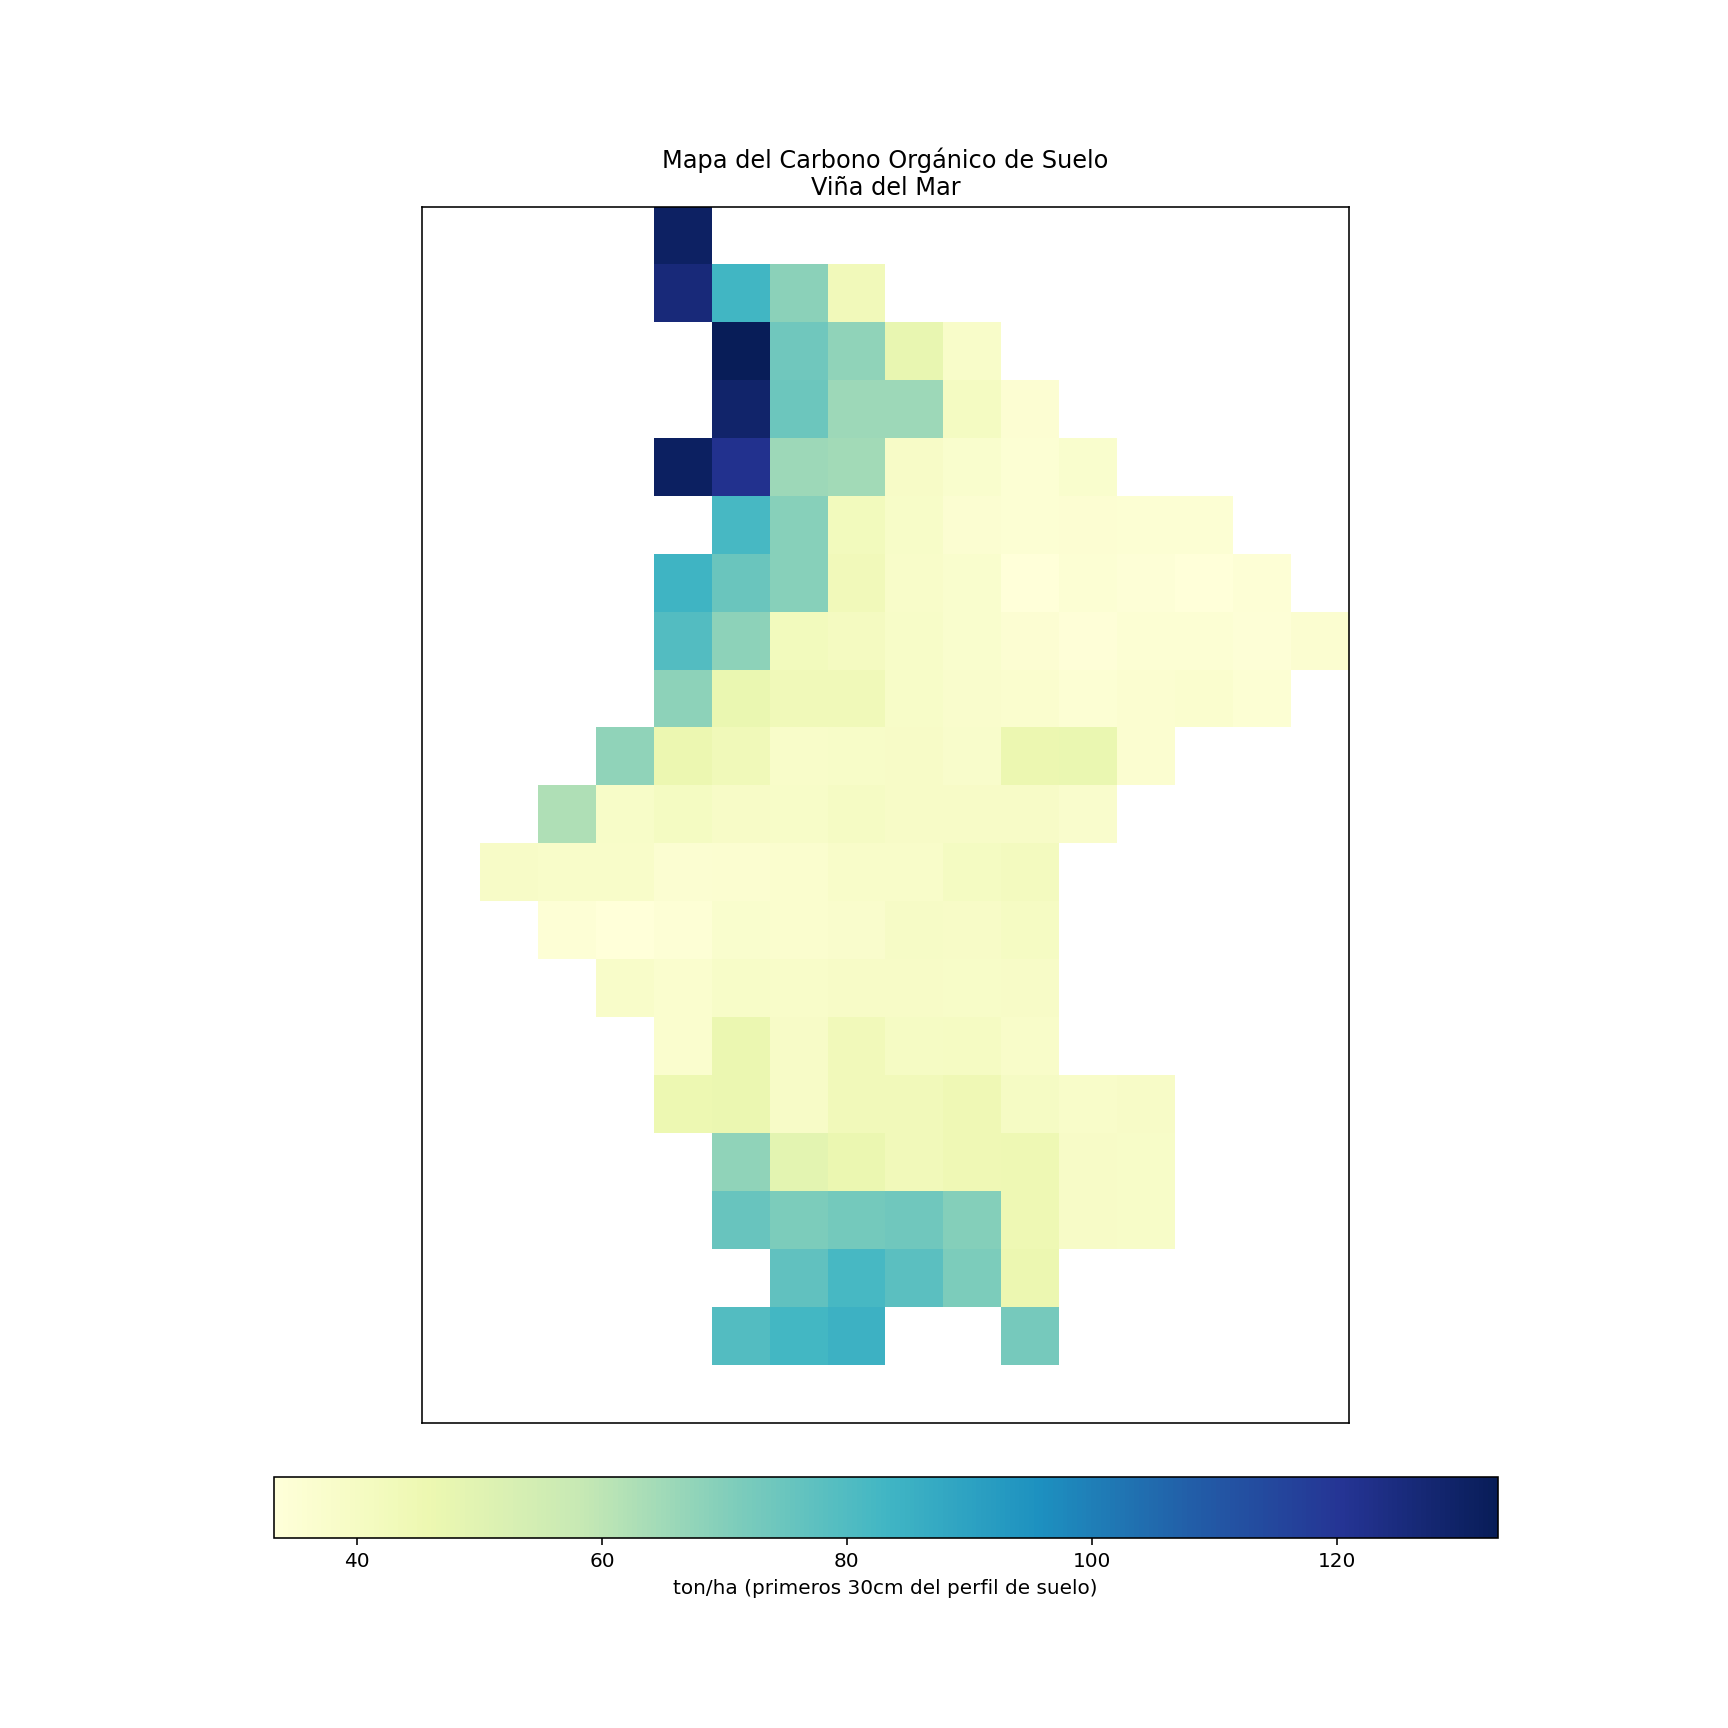 Mapa del Carbono Orgánico de Suelo
Viña del Mar
40 60 80 100 120
ton/ha (primeros 30cm del perfil de suelo)